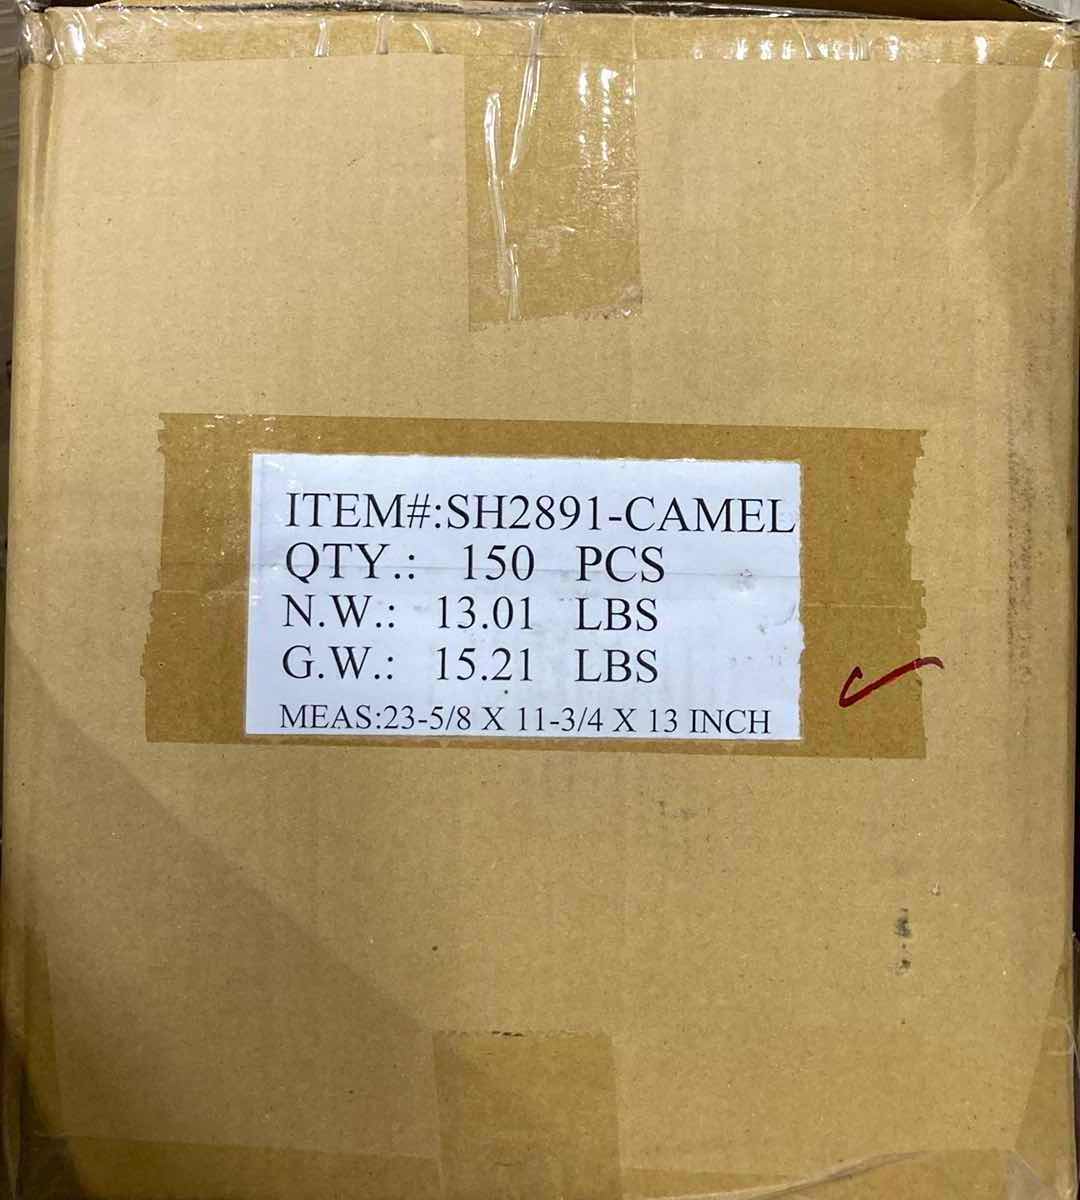 ITEM#:SH2891-CAMEL
QTY.: 150 PCS
N.W.: 13.01 LBS
G.W.: 15.21 LBS
MEAS:23-5/8 X 11-3/4 X 13 INCH